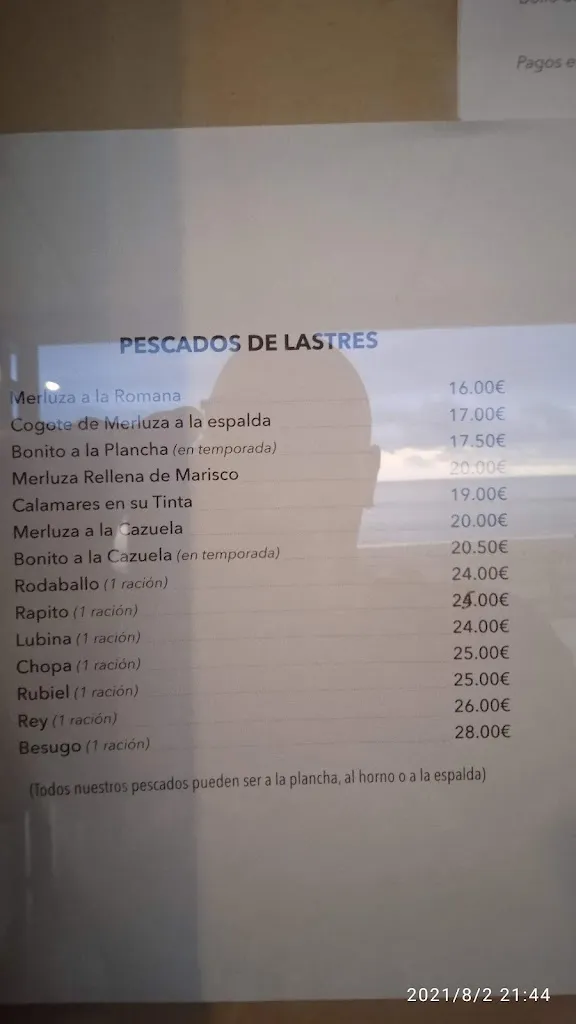 Pagos e
PESCADOS DE LASTRES
Merluza a la Romana 16.00€
Cogote de Merluza a la espalda 17.00€
Bonito a la Plancha (en temporada) 17.50€
Merluza Rellena de Marisco 20.00€
Calamares en su Tinta 19.00€
Merluza a la Cazuela 20.00€
Bonito a la Cazuela (en temporada) 20.50€
Rodaballo (1 ración) 24.00€
Rapito (1 ración) 25.00€
Lubina (1 ración) 24.00€
Chopa (1 ración) 25.00€
Rubiel (1 ración) 25.00€
Rey (1 ración) 26.00€
Besugo (1 ración) 28.00€
(Todos nuestros pescados pueden ser a la plancha, al horno o a la espalda)
2021/8/2 21:44